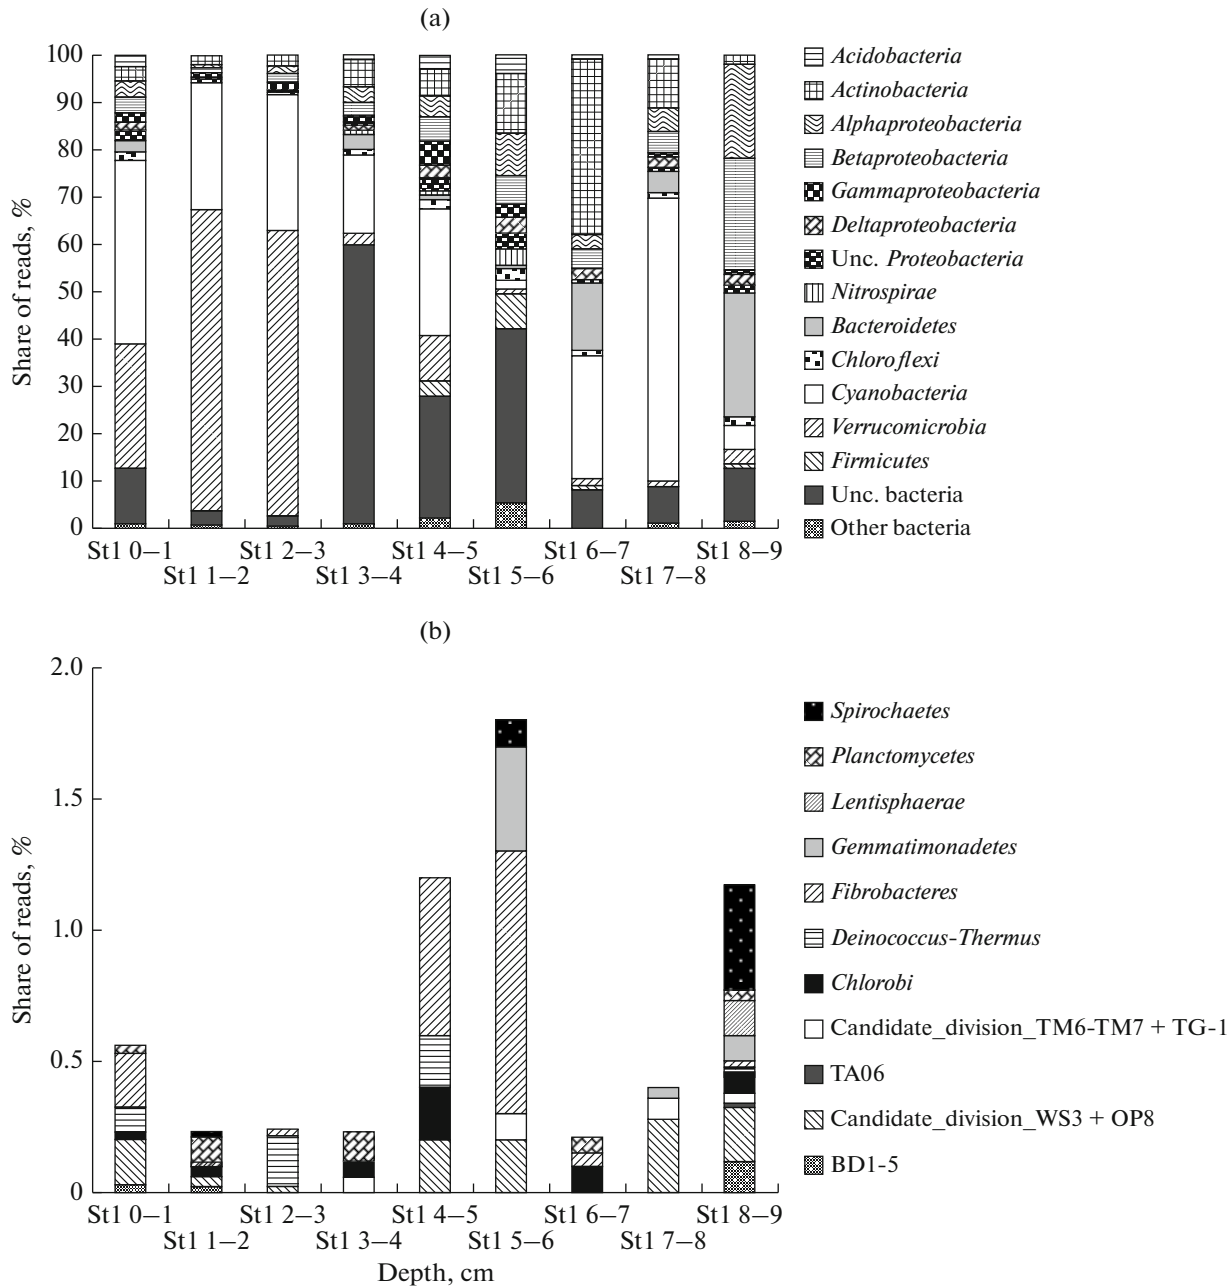 (a)
Share of reads, %
100
90
80
70
60
50
40
30
20
10
0
St1 0–1
St1 1–2
St1 2–3
St1 3–4
St1 4–5
St1 5–6
St1 6–7
St1 7–8
St1 8–9
Acidobacteria
Actinobacteria
Alphaproteobacteria
Betaproteobacteria
Gammaproteobacteria
Deltaproteobacteria
Unc. Proteobacteria
Nitrospirae
Bacteroidetes
Chloroflexi
Cyanobacteria
Verrucomicrobia
Firmicutes
Unc. bacteria
Other bacteria
(b)
Share of reads, %
2.0
1.5
1.0
0.5
0
St1 0–1
St1 1–2
St1 2–3
St1 3–4
St1 4–5
St1 5–6
St1 6–7
St1 7–8
St1 8–9
Depth, cm
Spirochaetes
Planctomycetes
Lentisphaerae
Gemmatimonadetes
Fibrobacteres
Deinococcus-Thermus
Chlorobi
Candidate_division_TM6-TM7 + TG-1
TA06
Candidate_division_WS3 + OP8
BD1-5